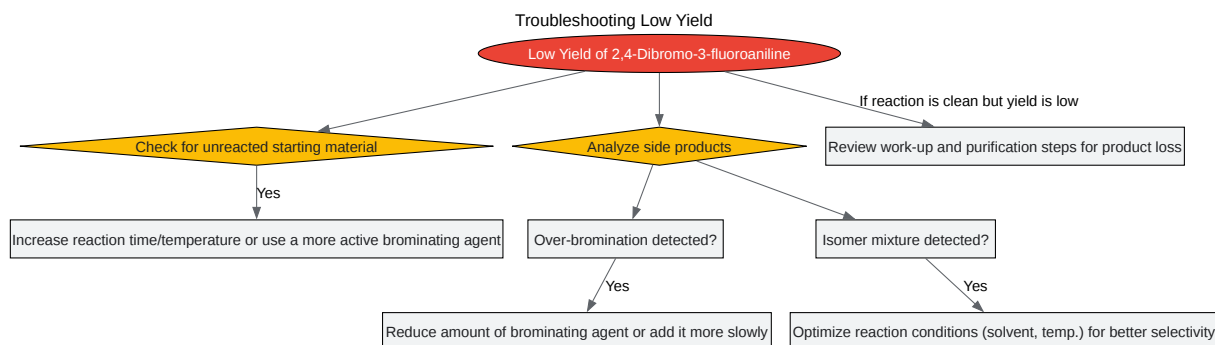 Troubleshooting Low Yield
Low Yield of 2,4-Dibromo-3-fluoroaniline
If reaction is clean but yield is low
Check for unreacted starting material
Analyze side products
Review work-up and purification steps for product loss
Yes
Increase reaction time/temperature or use a more active brominating agent
Over-bromination detected?
Isomer mixture detected?
Yes
Yes
Reduce amount of brominating agent or add it more slowly
Optimize reaction conditions (solvent, temp.) for better selectivity